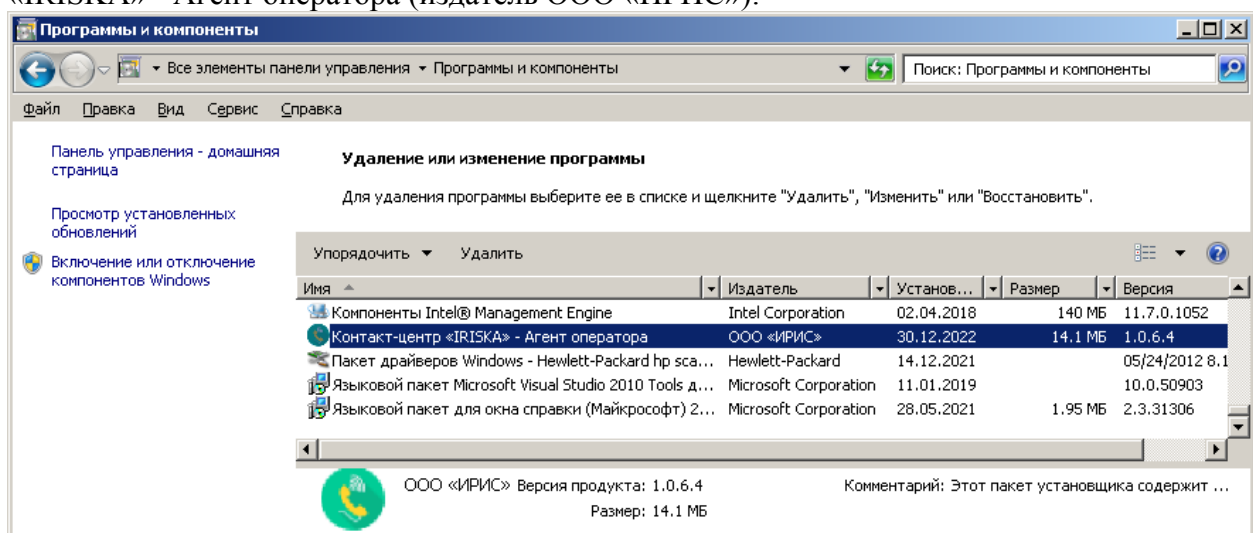 «IRISKA» - Агент оператора (издатель ООО «ИРИС»):
Программы и компоненты
Все элементы панели управления Программы и компоненты Поиск: Программы и компоненты
Файл Правка Вид Сервис Справка
Панель управления - домашняя страница
Просмотр установленных обновлений
Включение или отключение компонентов Windows
Удаление или изменение программы
Для удаления программы выберите ее в списке и щелкните "Удалить", "Изменить" или "Восстановить".
Упорядочить Удалить
Имя Издатель Установ... Размер Версия
Компоненты Intel® Management Engine Intel Corporation 02.04.2018 140 МБ 11.7.0.1052
Контакт-центр «IRISKA» - Агент оператора ООО «ИРИС» 30.12.2022 14.1 МБ 1.0.6.4
Пакет драйверов Windows - Hewlett-Packard hp sca... Hewlett-Packard 14.12.2021 05/24/2012 8.1
Языковой пакет Microsoft Visual Studio 2010 Tools д... Microsoft Corporation 11.01.2019 10.0.50903
Языковой пакет для окна справки (Майкрософт) 2... Microsoft Corporation 28.05.2021 1.95 МБ 2.3.31306
ООО «ИРИС» Версия продукта: 1.0.6.4 Комментарий: Этот пакет установщика содержит ...
Размер: 14.1 МБ